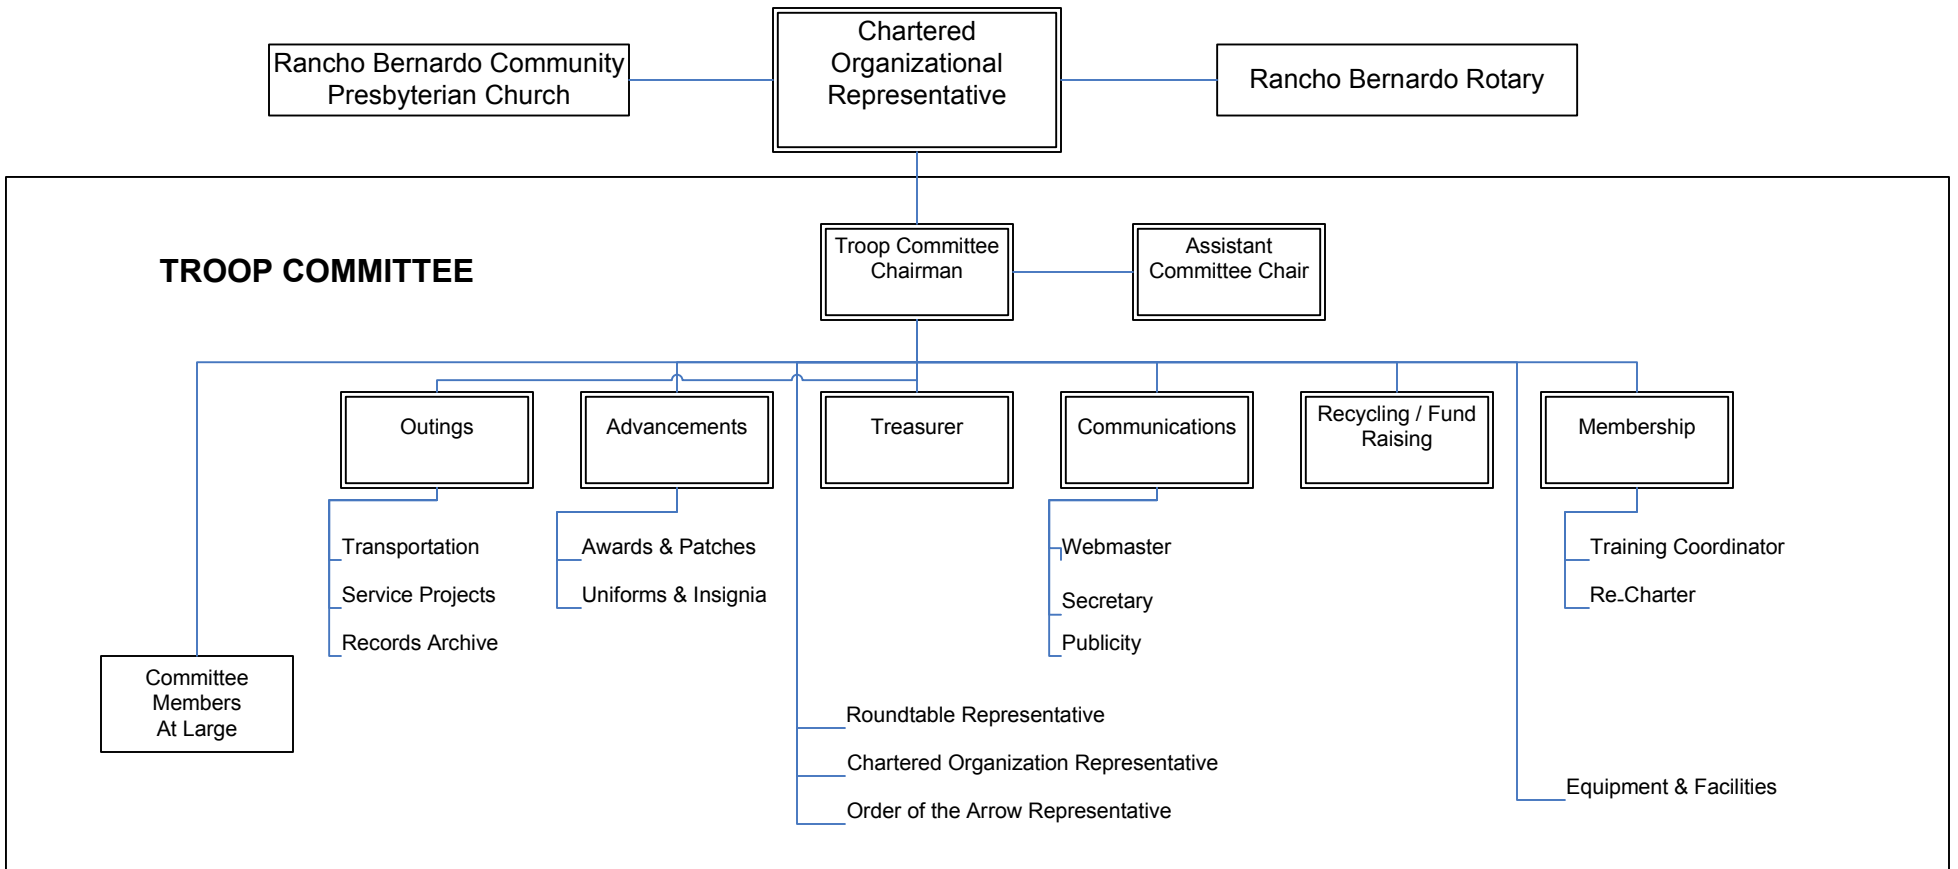 Chartered
Organizational
Representative
Rancho Bernardo Community
Presbyterian Church
Rancho Bernardo Rotary
TROOP COMMITTEE
Troop Committee
Chairman
Assistant
Committee Chair
Outings
Advancements
Treasurer
Communications
Recycling / Fund
Raising
Membership
Transportation
Service Projects
Records Archive
Awards & Patches
Uniforms & Insignia
Webmaster
Secretary
Publicity
Training Coordinator
Re-Charter
Committee
Members
At Large
Roundtable Representative
Chartered Organization Representative
Order of the Arrow Representative
Equipment & Facilities